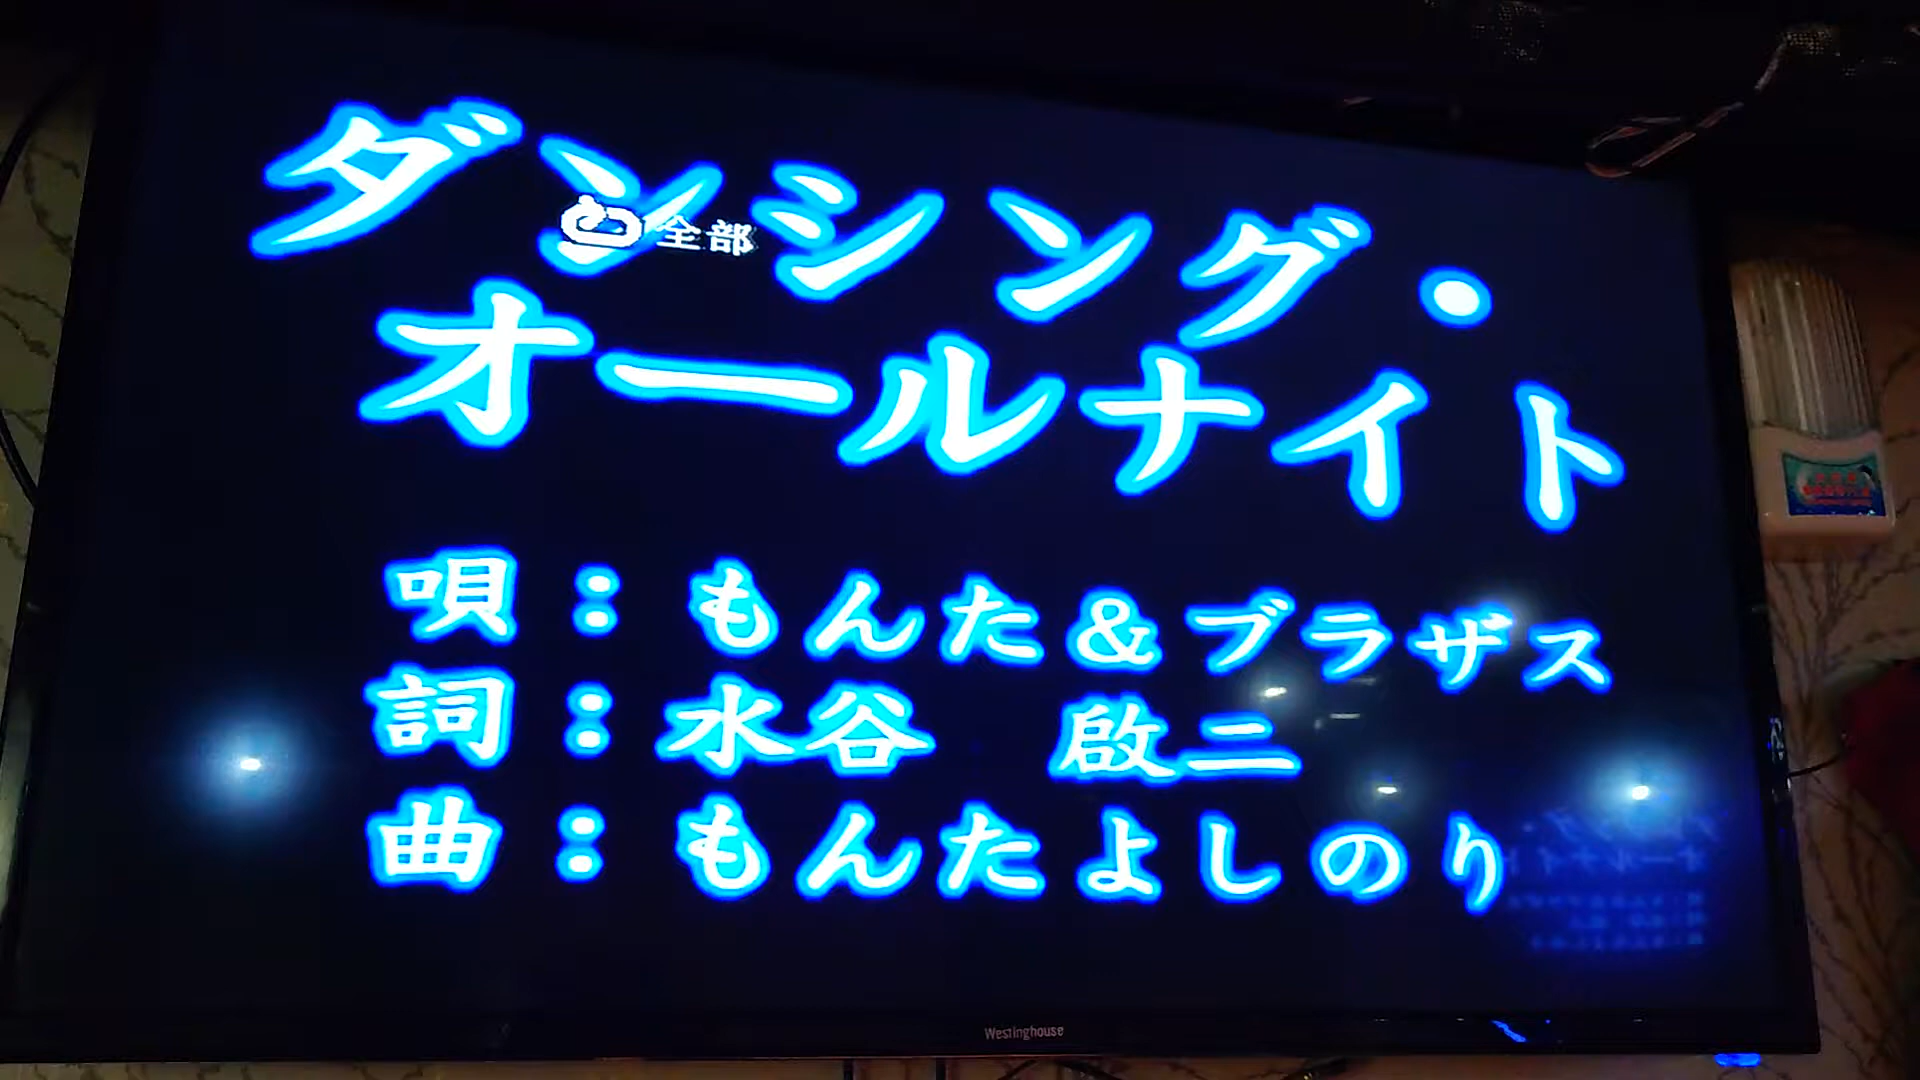 ダンシング・
全部
オールナイト
唄：もんた＆ブラザス
詞：水谷　啟二
曲：もんたよしのり
Westinghouse